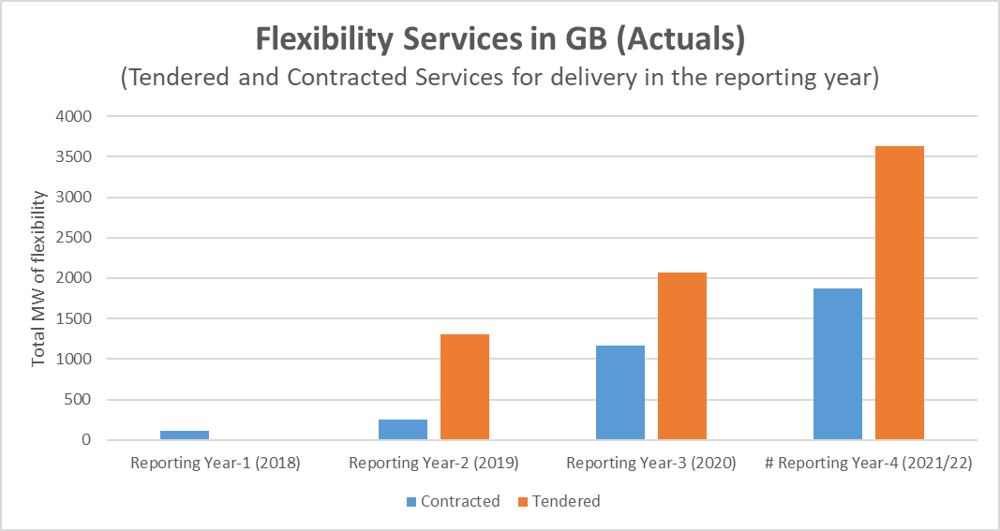 Flexibility Services in GB (Actuals)
(Tendered and Contracted Services for delivery in the reporting year)
Total MW of flexibility
4000
3500
3000
2500
2000
1500
1000
500
0
Reporting Year-1 (2018)
Reporting Year-2 (2019)
Reporting Year-3 (2020)
# Reporting Year-4 (2021/22)
Contracted
Tendered